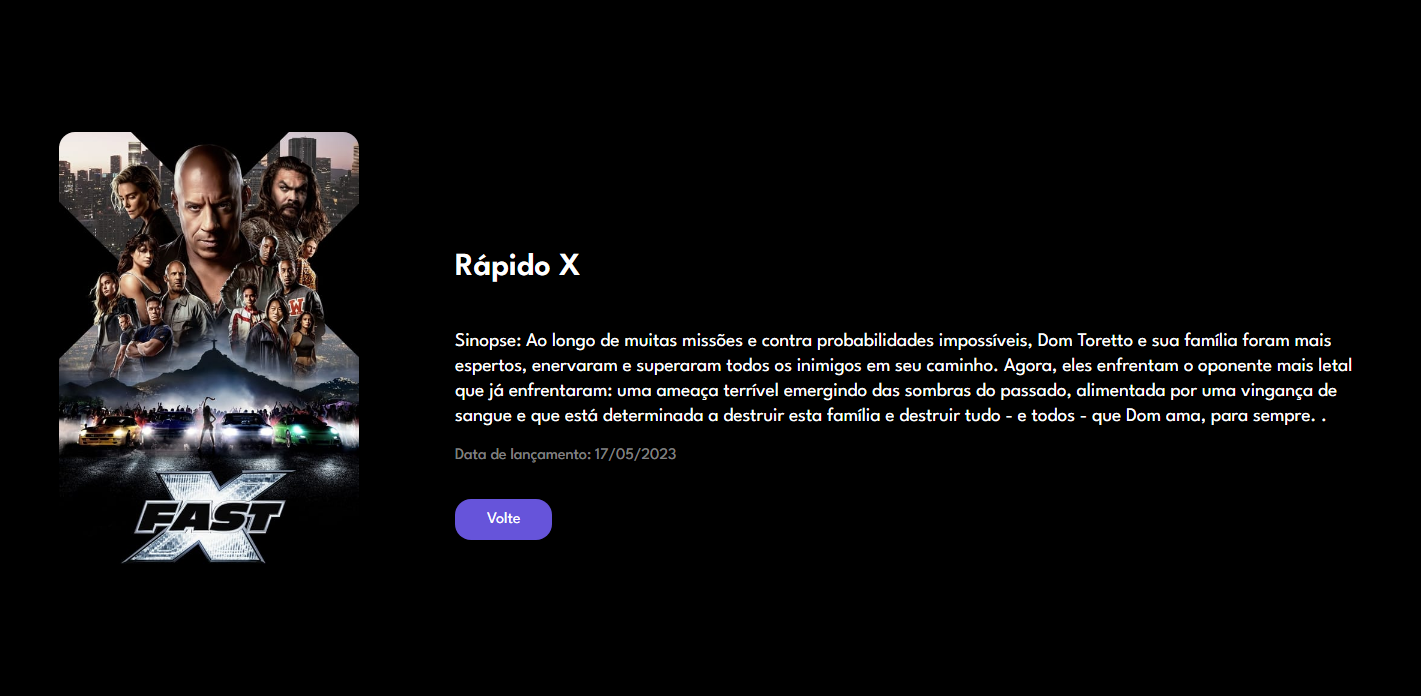 Rápido X
Sinopse: Ao longo de muitas missões e contra probabilidades impossíveis, Dom Toretto e sua família foram mais
espertos, enervaram e superaram todos os inimigos em seu caminho. Agora, eles enfrentam o oponente mais letal
que já enfrentaram: uma ameaça terrível emergindo das sombras do passado, alimentada por uma vingança de
sangue e que está determinada a destruir esta família e destruir tudo - e todos - que Dom ama, para sempre. .
Data de lançamento: 17/05/2023
Volte
W
FAST
X